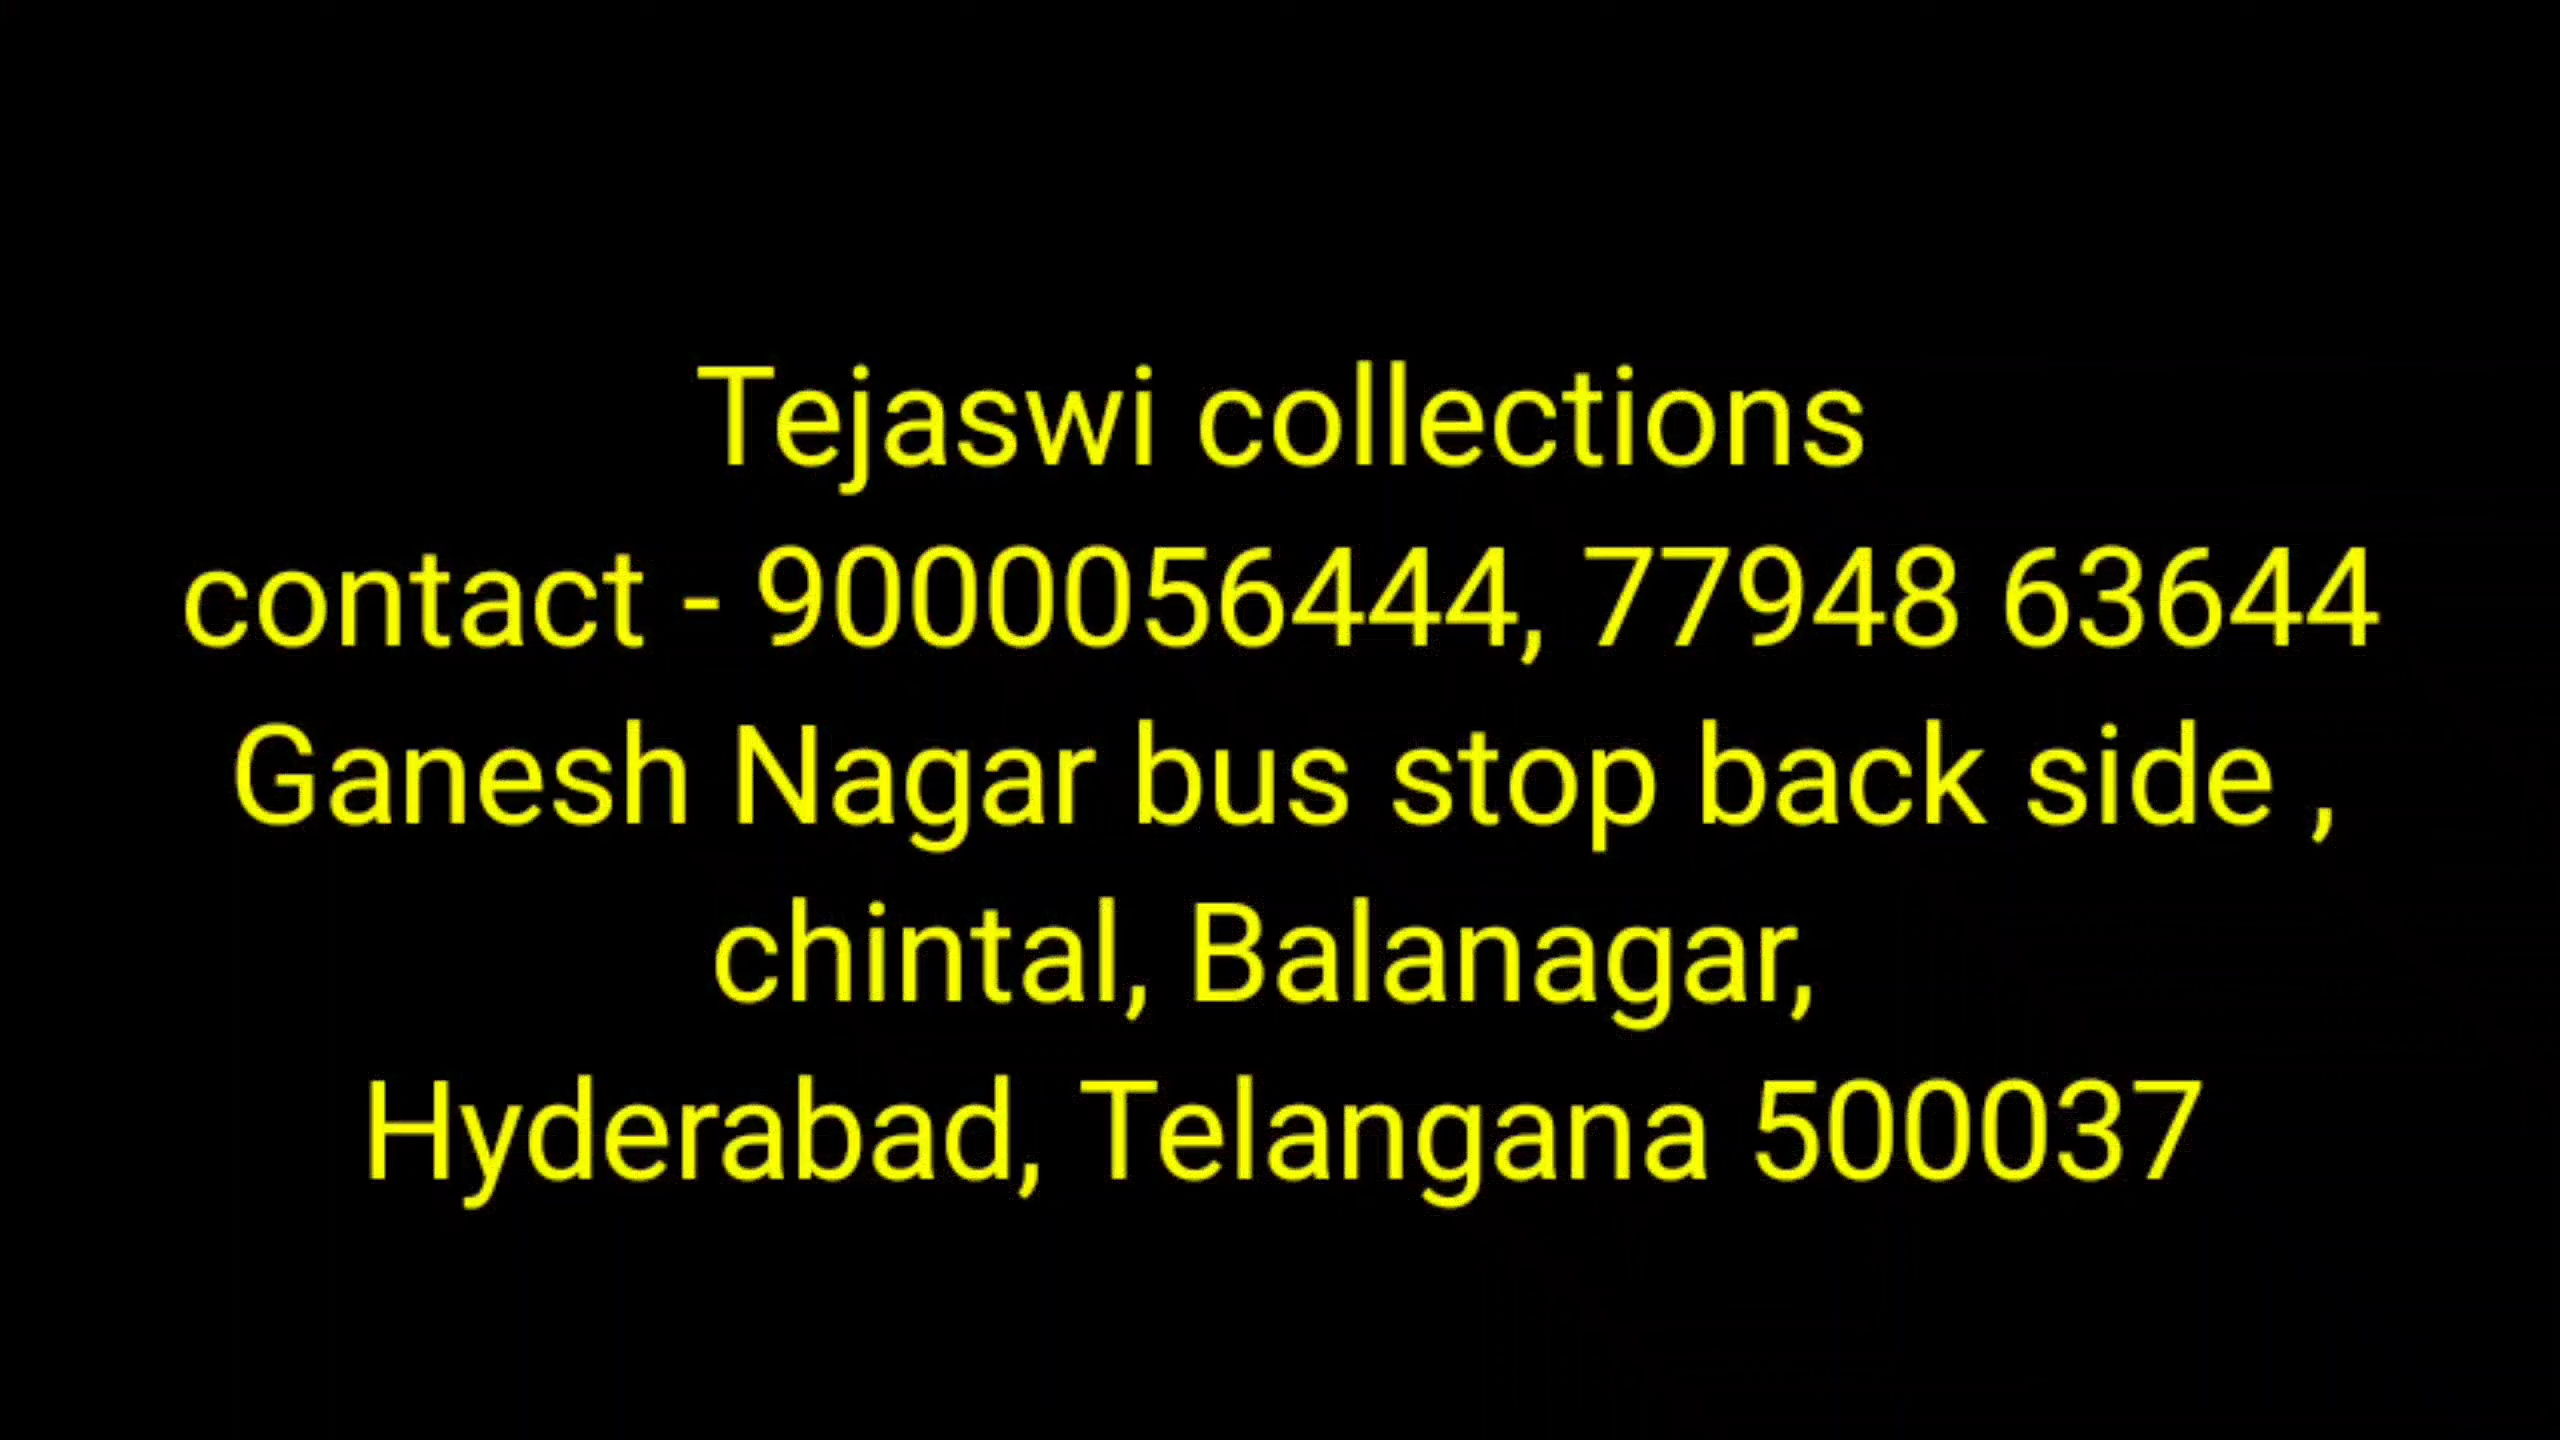 Tejaswi collections
contact - 9000056444, 77948 63644
Ganesh Nagar bus stop back side ,
chintal, Balanagar,
Hyderabad, Telangana 500037